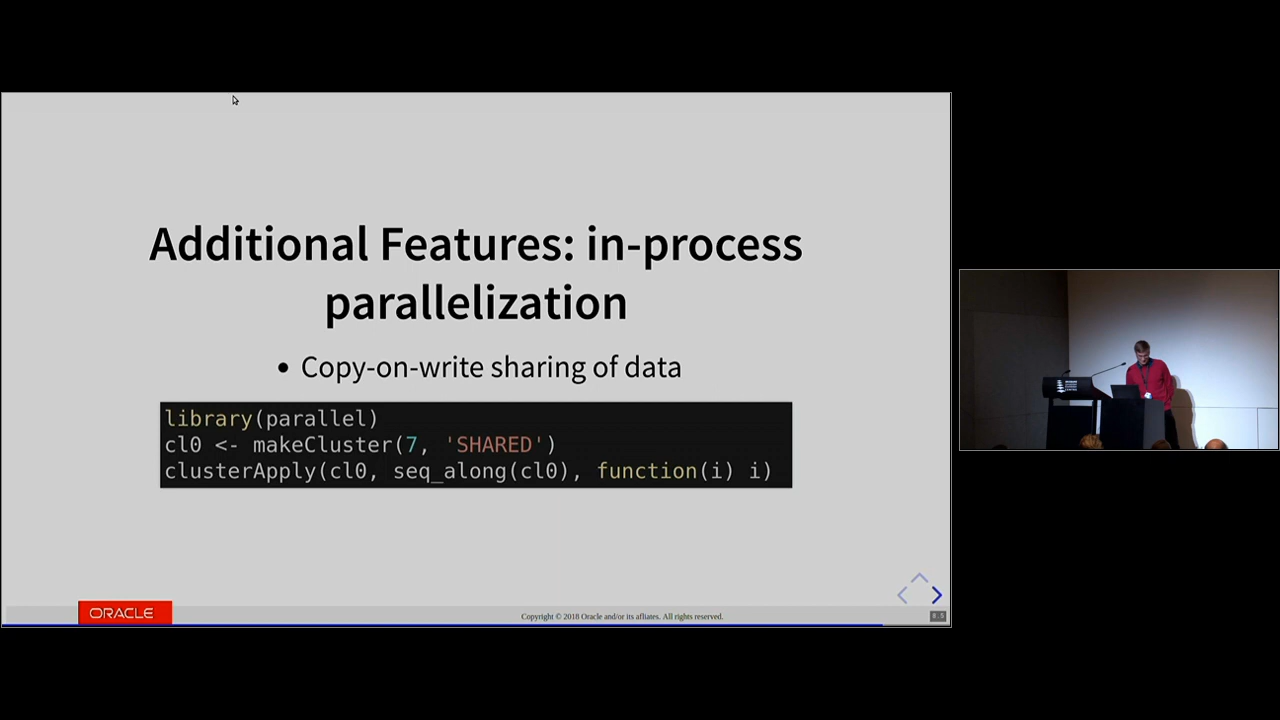 Additional Features: in-process
parallelization
• Copy-on-write sharing of data
library(parallel)
cl0 <- makeCluster(7, 'SHARED')
clusterApply(cl0, seq_along(cl0), function(i) i)
ORACLE
Copyright © 2018 Oracle and/or its afliates. All rights reserved.